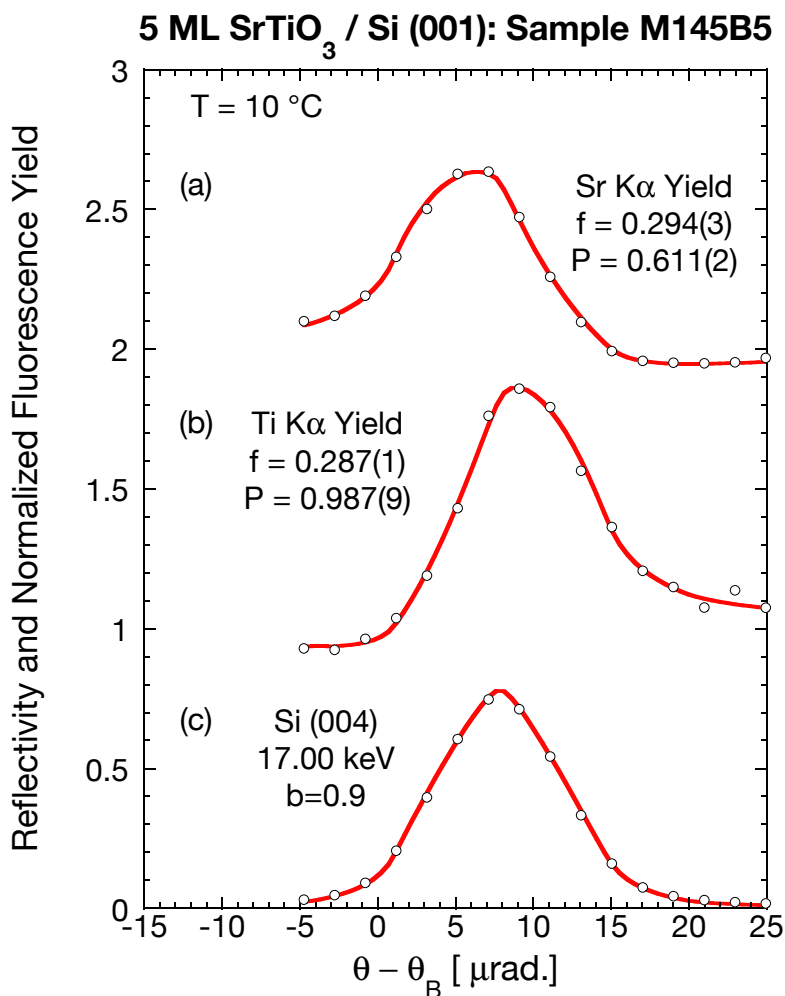 5 ML SrTiO₃ / Si (001): Sample M145B5
Reflectivity and Normalized Fluorescence Yield
3
2.5
2
1.5
1
0.5
0
T = 10 °C
(a)
Sr Kα Yield
f = 0.294(3)
P = 0.611(2)
(b)
Ti Kα Yield
f = 0.287(1)
P = 0.987(9)
(c)
Si (004)
17.00 keV
b=0.9
-15 -10 -5 0 5 10 15 20 25
θ – θB [ μrad.]